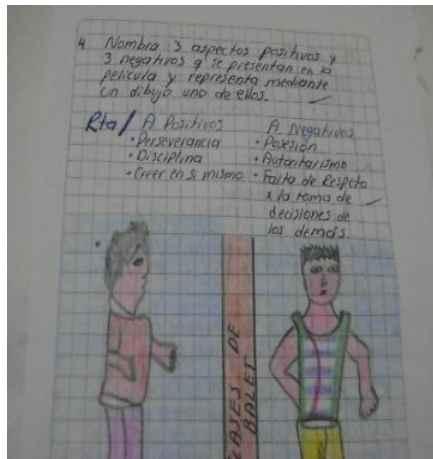 4 Nombra 3 aspectos positivos y
3 negativos q se presentan en la
pelicula y representa mediante
Un dibujo uno de ellos.
Rta/ A Positivos
• Perseverancia
• Disciplina
• Creer en si mismo
A Negativos
• Posesión
• Autoritarismo
• Falta de Respeto
x la toma de
decisiones de
los demás
CLASES DE
BALET